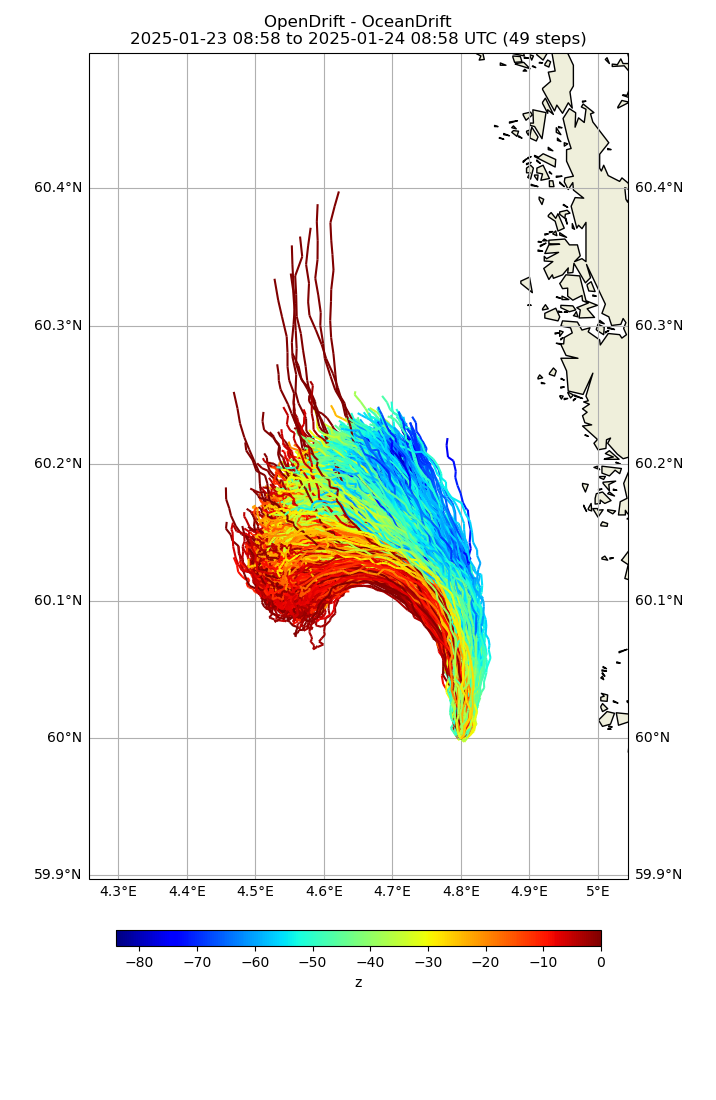 OpenDrift - OceanDrift
2025-01-23 08:58 to 2025-01-24 08:58 UTC (49 steps)
60.4°N 60.4°N
60.3°N 60.3°N
60.2°N 60.2°N
60.1°N 60.1°N
60°N 60°N
59.9°N 59.9°N
4.3°E 4.4°E 4.5°E 4.6°E 4.7°E 4.8°E 4.9°E 5°E
−80 −70 −60 −50 −40 −30 −20 −10 0
z